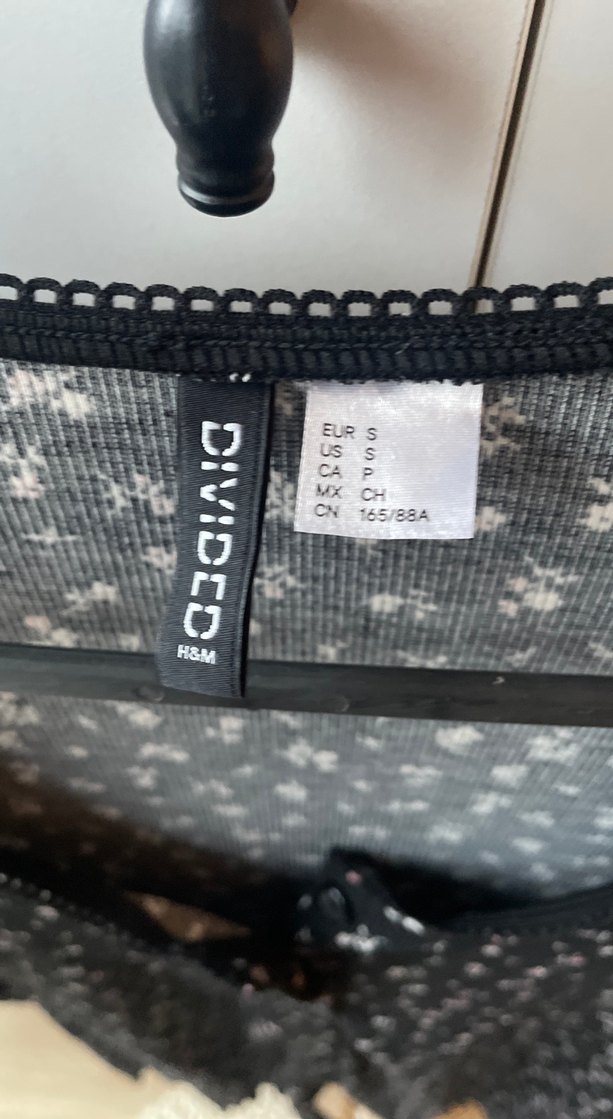 DIVIDED
H&M
EUR S
US S
CA P
MX CH
CN 165/88A